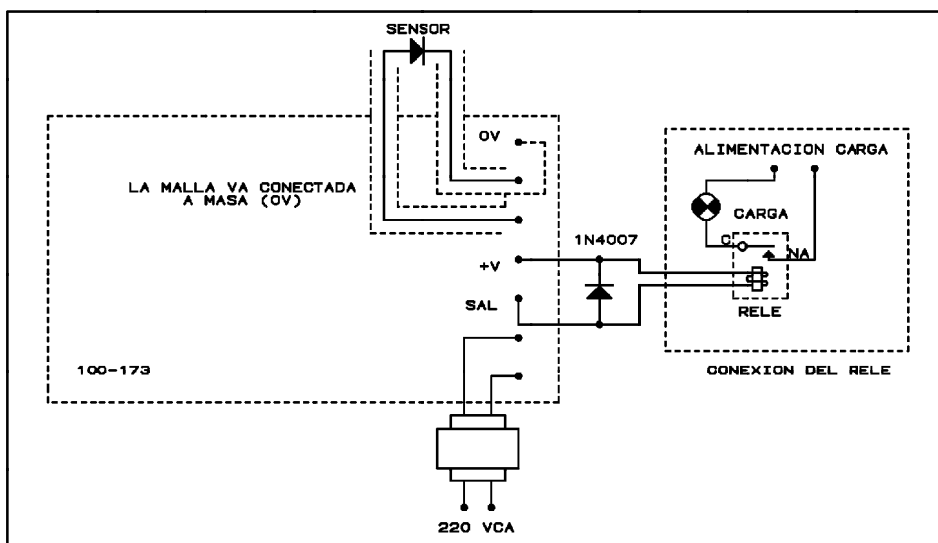 SENSOR
0V
LA MALLA VA CONECTADA
A MASA (0V)
+V
SAL
100-173
1N4007
220 VCA
ALIMENTACION CARGA
CARGA
C
NA
RELE
CONEXION DEL RELE